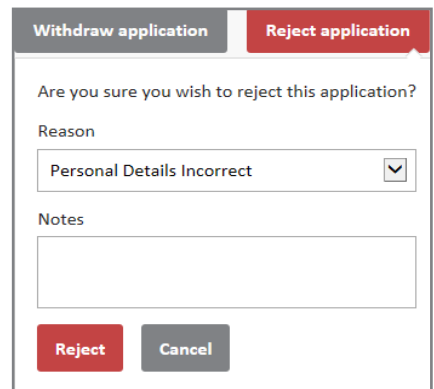 Withdraw application Reject application
Are you sure you wish to reject this application?
Reason
Personal Details Incorrect
Notes
Reject Cancel